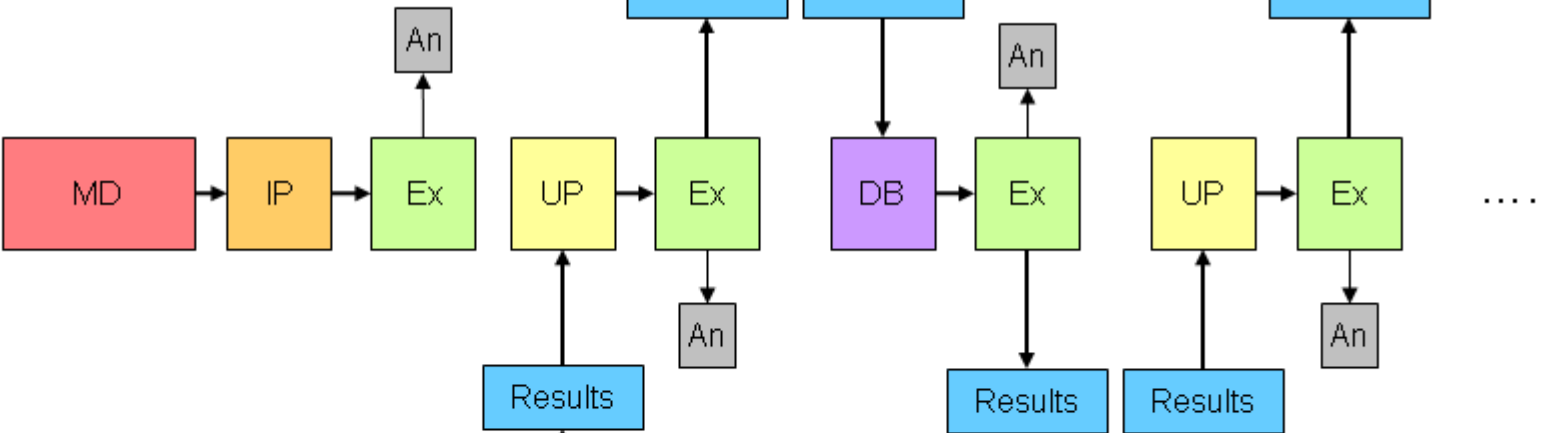 An
An
MD
IP
Ex
UP
Ex
DB
Ex
UP
Ex
....
An
An
Results
Results
Results